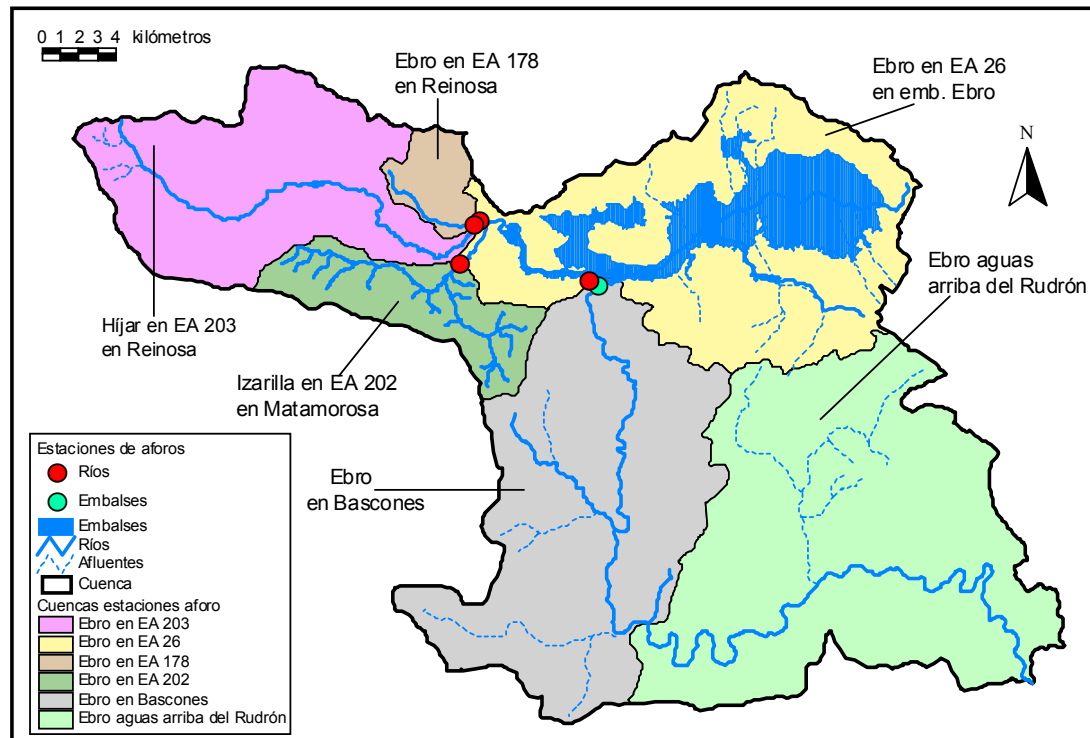 0 1 2 3 4 kilómetros
Ebro en EA 178
en Reinosa
Ebro en EA 26
en emb. Ebro
N
Ebro aguas
arriba del Rudrón
Híjar en EA 203
en Reinosa
Izarilla en EA 202
en Matamorosa
Ebro
en Bascones
Estaciones de aforos
Ríos
Embalses
Embalses
Ríos
Afluentes
Cuenca
Cuencas estaciones aforo
Ebro en EA 203
Ebro en EA 26
Ebro en EA 178
Ebro en EA 202
Ebro en Bascones
Ebro aguas arriba del Rudrón